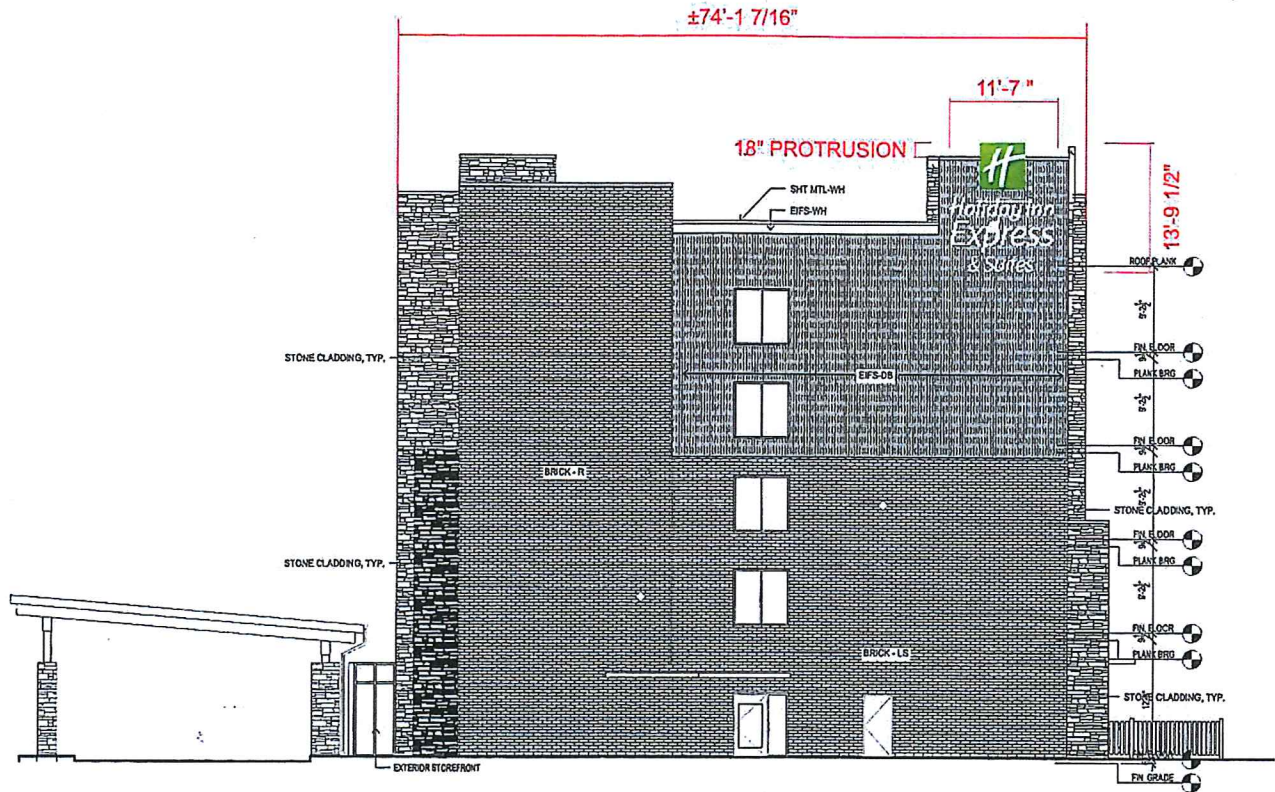 ±74'-1 7/16"
11'-7 "
18" PROTRUSION
13'-9 1/2"
SHT MTL-WH
EIFS-WH
H
Holiday Inn
Express
& Suites
ROOF PLANK
STONE CLADDING, TYP.
FIN. FLOOR
EIFS-DB
PLANK BRG
FIN. FLOOR
BRICK - R
PLANK BRG
STONE CLADDING, TYP.
FIN. FLOOR
STONE CLADDING, TYP.
PLANK BRG
FIN. FLOOR
BRICK - LS
PLANK BRG
STONE CLADDING, TYP.
EXTERIOR STOREFRONT
FIN GRADE